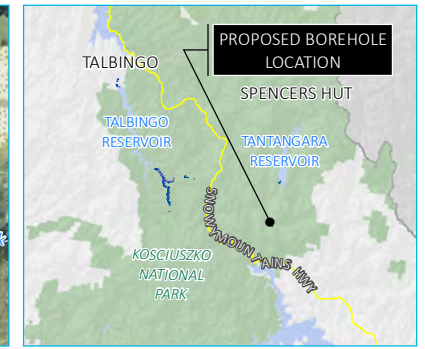 PROPOSED BOREHOLE
LOCATION
TALBINGO
SPENCERS HUT
TALBINGO
RESERVOIR
TANTANGARA
RESERVOIR
SNOWY MOUNTAINS HWY
KOSCIUSZKO
NATIONAL
PARK